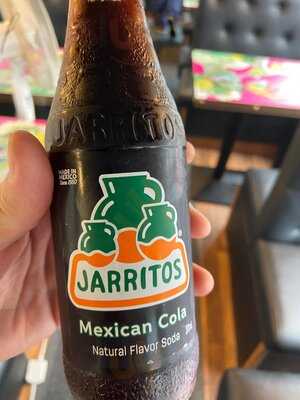 JARRITOS
MADE IN
MEXICO
JARRITOS
Mexican Cola
Natural Flavor Soda